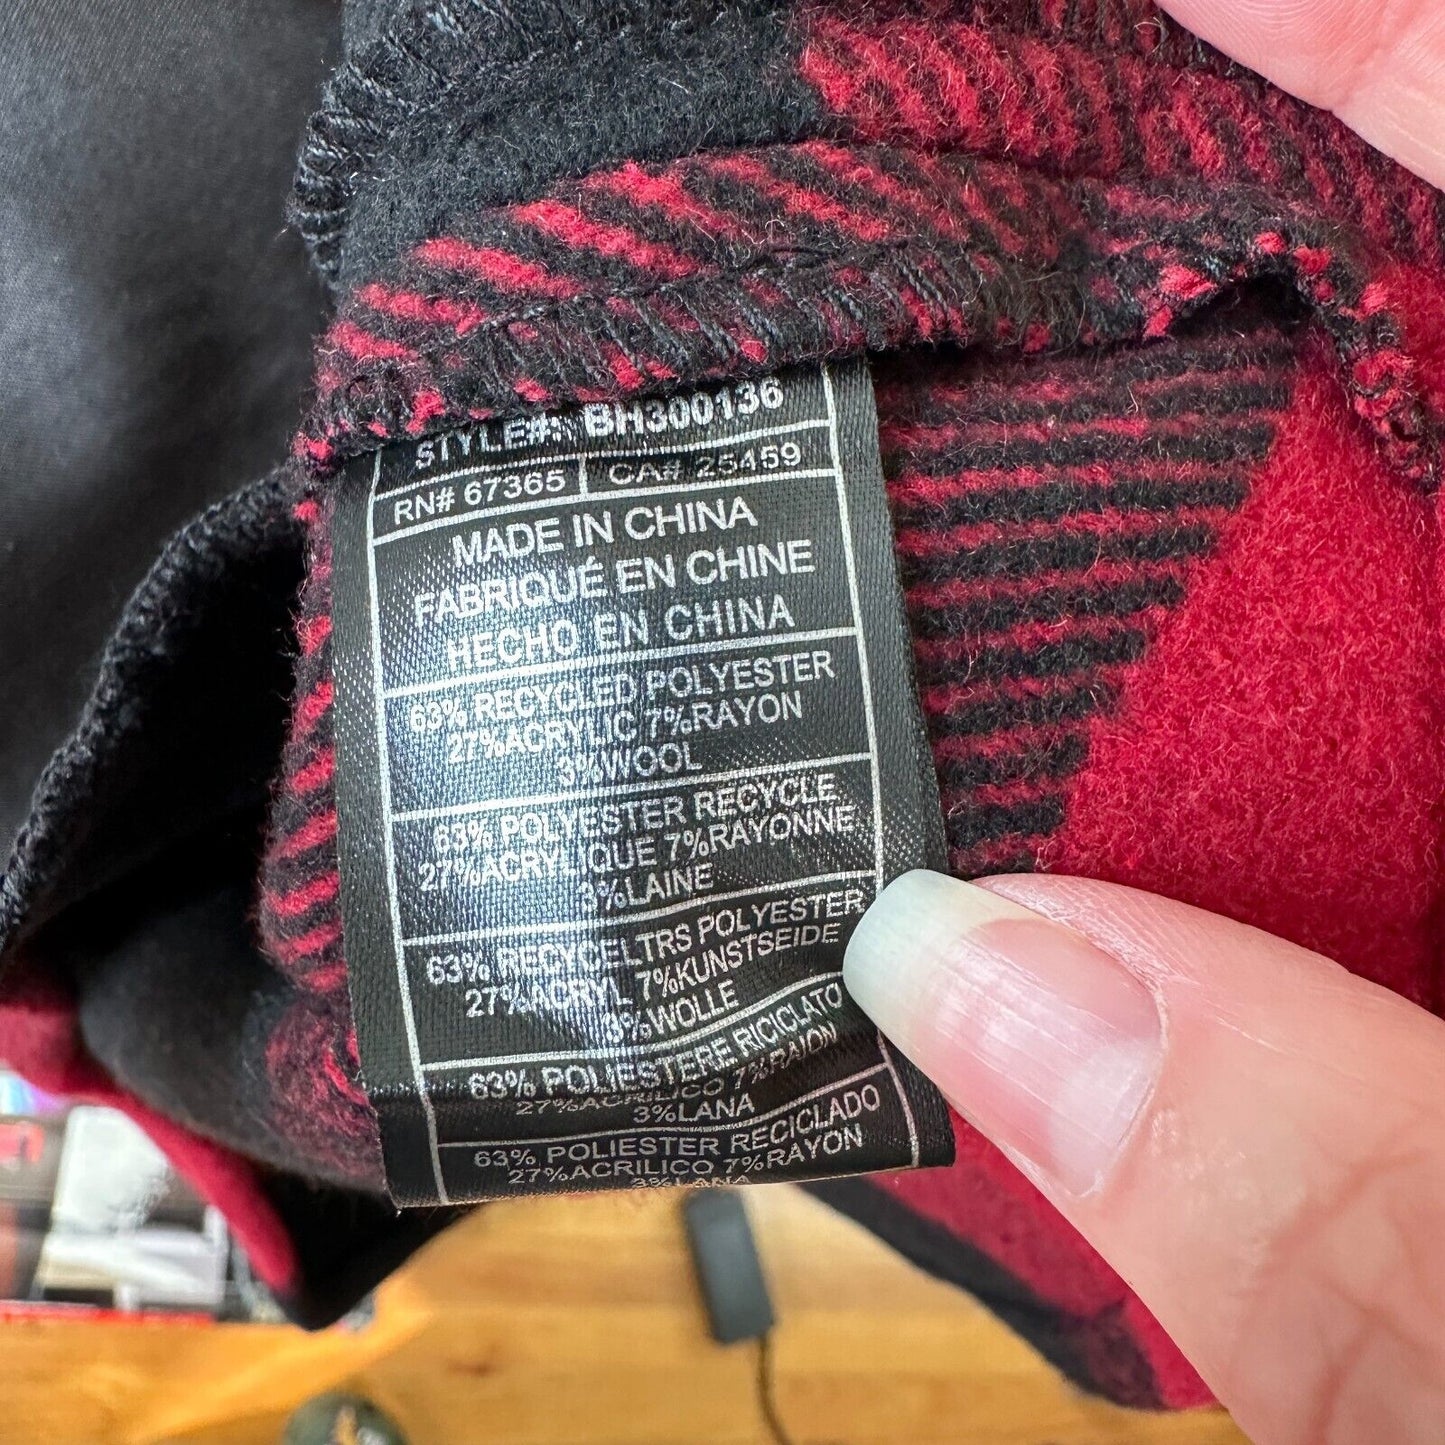 STYLE#: BH300136
RN# 67365 CA# 25459
MADE IN CHINA
FABRIQUÉ EN CHINE
HECHO EN CHINA
63% RECYCLED POLYESTER
27%ACRYLIC 7%RAYON
3%WOOL
63% POLYESTER RECYCLE
27%ACRYLIQUE 7%RAYONNE
3%LAINE
63% RECYCELTRS POLYESTER
27%ACRYL 7%KUNSTSEIDE
3%WOLLE
63% POLIESTERE RICICLATO
27%ACRILICO 7%RAION
3%LANA
63% POLIESTER RECICLADO
27%ACRILICO 7%RAYON
3%LANA